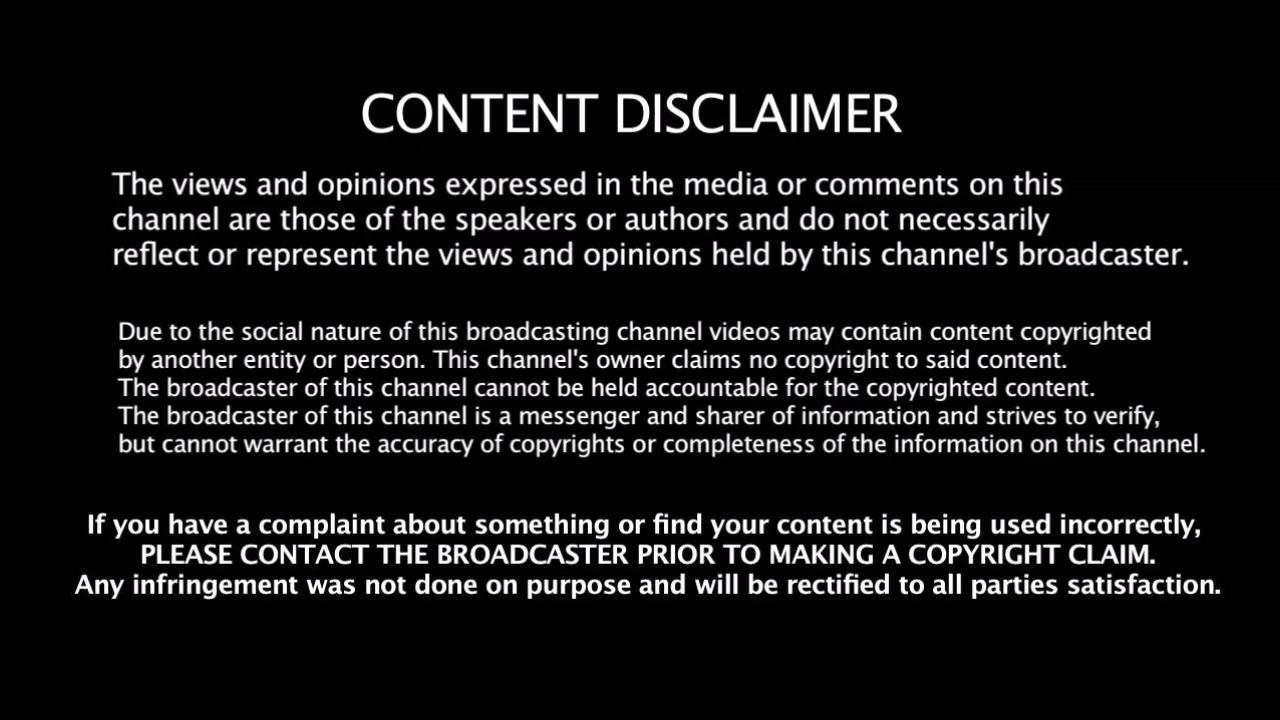 CONTENT DISCLAIMER
The views and opinions expressed in the media or comments on this
channel are those of the speakers or authors and do not necessarily
reflect or represent the views and opinions held by this channel's broadcaster.
Due to the social nature of this broadcasting channel videos may contain content copyrighted
by another entity or person. This channel's owner claims no copyright to said content.
The broadcaster of this channel cannot be held accountable for the copyrighted content.
The broadcaster of this channel is a messenger and sharer of information and strives to verify,
but cannot warrant the accuracy of copyrights or completeness of the information on this channel.
If you have a complaint about something or find your content is being used incorrectly,
PLEASE CONTACT THE BROADCASTER PRIOR TO MAKING A COPYRIGHT CLAIM.
Any infringement was not done on purpose and will be rectified to all parties satisfaction.